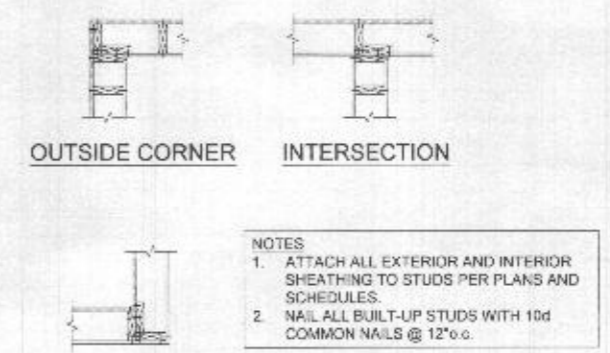 OUTSIDE CORNER
INTERSECTION
NOTES
1. ATTACH ALL EXTERIOR AND INTERIOR
SHEATHING TO STUDS PER PLANS AND
SCHEDULES.
2. NAIL ALL BUILT-UP STUDS WITH 10d
COMMON NAILS @ 12"o.c.